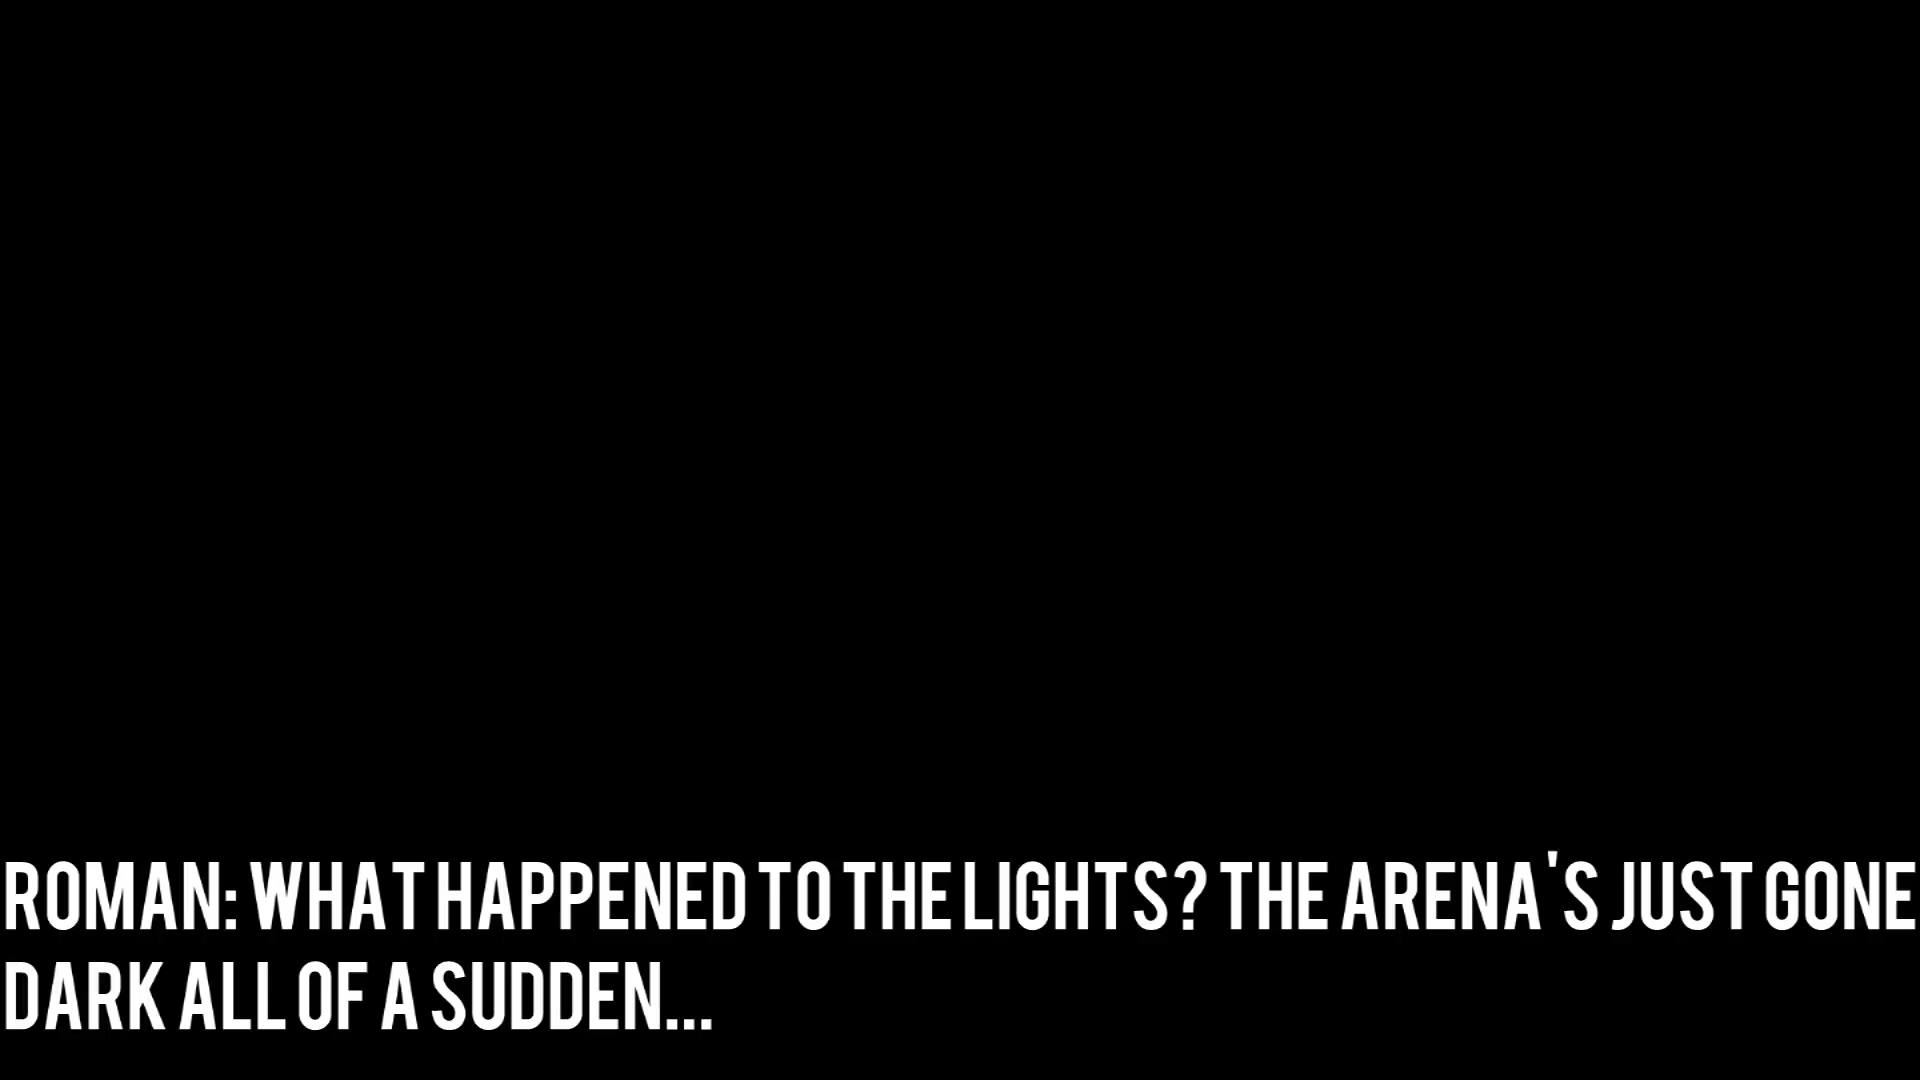 ROMAN: WHAT HAPPENED TO THE LIGHTS? THE ARENA'S JUST GONE
DARK ALL OF A SUDDEN...